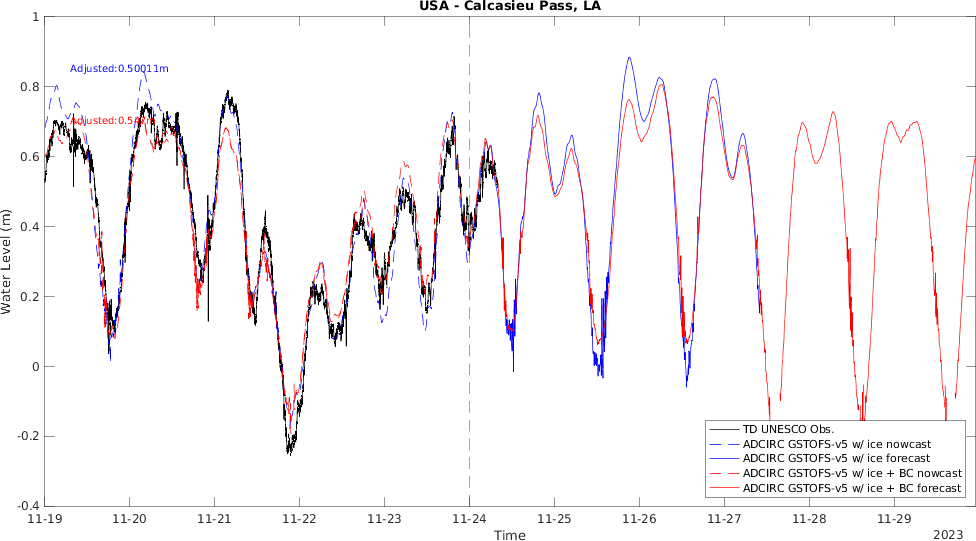 USA - Calcasieu Pass, LA
1
0.8
0.6
0.4
0.2
0
-0.2
-0.4
Water Level (m)
Adjusted:0.50011m
TD UNESCO Obs.
ADCIRC GSTOFS-v5 w/ ice nowcast
ADCIRC GSTOFS-v5 w/ ice forecast
ADCIRC GSTOFS-v5 w/ ice + BC nowcast
ADCIRC GSTOFS-v5 w/ ice + BC forecast
11-19 11-20 11-21 11-22 11-23 11-24 11-25 11-26 11-27 11-28 11-29
Time
2023